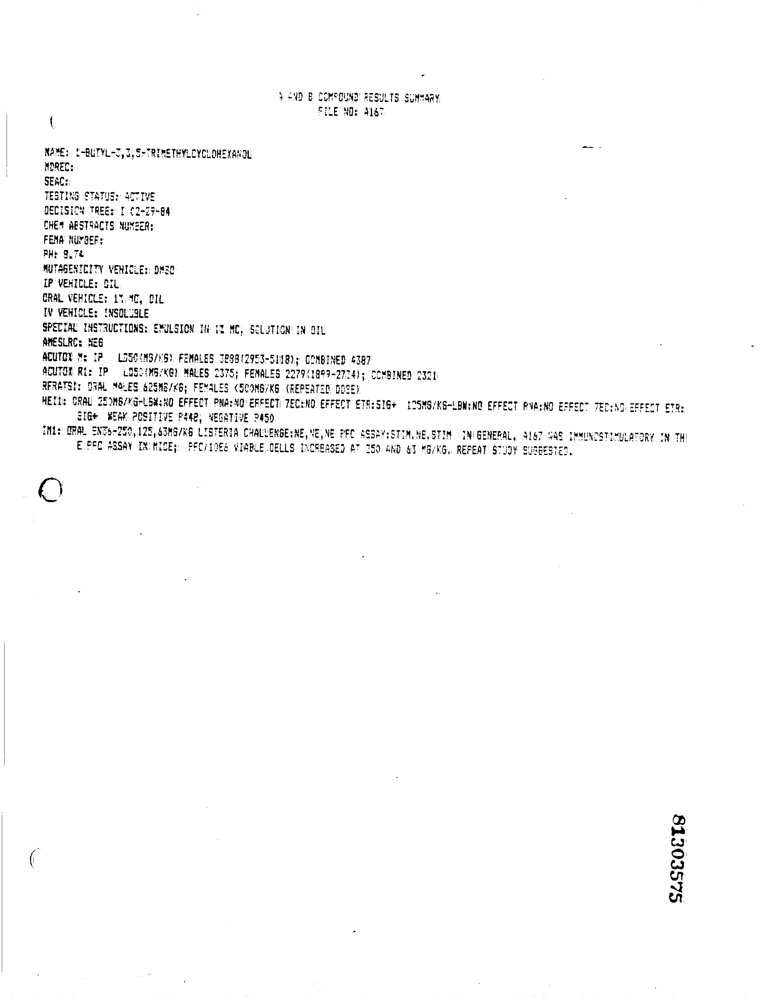 A AND B COMPOUND RESULTS SUMMARY
FILE NO: A167
NAME: 1-BUTYL-3,3,5-TRIMETHYLCYCLOHEXANOL
MDREC:
SEAC:
TESTING STATUS: ACTIVE
DECISION TREE: I 02-29-84
CHEM ABSTRACTS NUMBER:
FEMA NUMBER:
PH: 9.74
MUTAGENICITY VEHICLE: DMSO
IP VEHICLE: OIL
ORAL VEHICLE: 1% MC, OIL
IV VEHICLE: INSOLUBLE
SPECIAL INSTRUCTIONS: EMULSION IN 1% MC, SOLUTION IN OIL
AMESLRC: NEG
ACUTOX M: IP LD50(MG/KG) FEMALES 3898(2953-5118); COMBINED 4387
ACUTOX R1: IP LD50(MG/KG) MALES 2375; FEMALES 2279(1899-2734); COMBINED 2321
RFRATS1: ORAL MALES 625MG/KG; FEMALES <500MG/KG (REPEATED DOSE)
HEI1: ORAL 250MG/KG-LBW:NO EFFECT PNA:NO EFFECT 7EC:NO EFFECT ETR:SIG+ 125MG/KG-LBW:NO EFFECT PNA:NO EFFECT 7EC:NO EFFECT ETR:
SIG+ WEAK POSITIVE P448, NEGATIVE P450
IM1: ORAL 250,125,63MG/KG LISTERIA CHALLENGE:NE,NE,NE PFC ASSAY:STIM,NE,STIM IN GENERAL, A167 WAS IMMUNOSTIMULATORY IN TH
E PFC ASSAY IN MICE; PFC/10E6 VIABLE CELLS INCREASED AT 250 AND 63 MG/KG. REPEAT STUDY SUGGESTED.
81303575